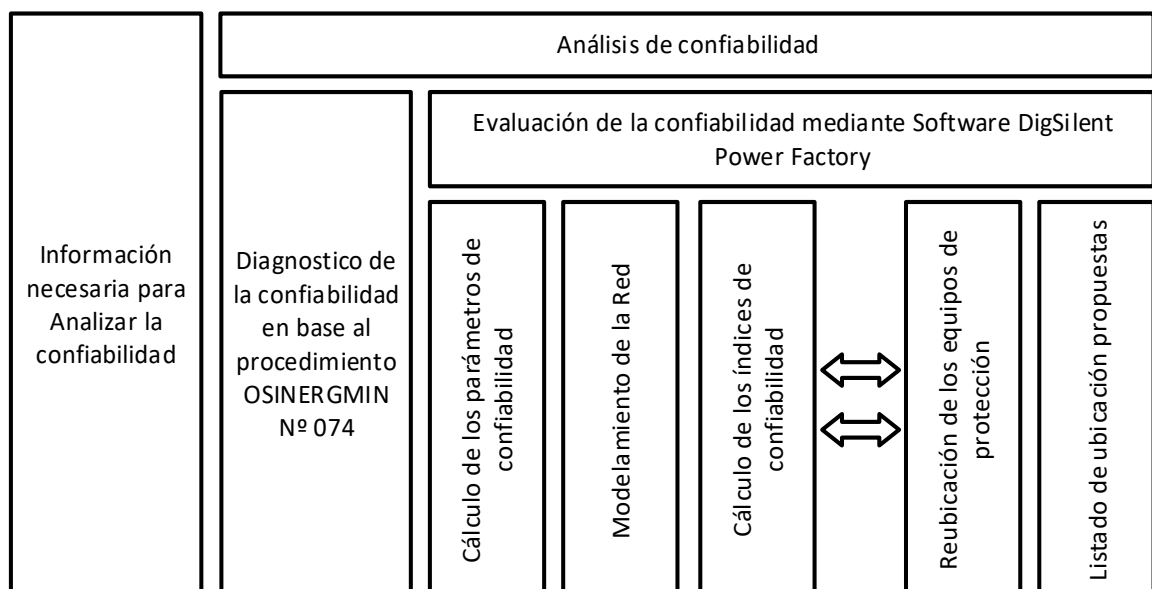 Análisis de confiabilidad
Información
necesaria para
Analizar la
confiabilidad
Diagnostico de
la confiabilidad
en base al
procedimiento
OSINERGMIN
Nº 074
Evaluación de la confiabilidad mediante Software DigSilent
Power Factory
Cálculo de los parámetros de
confiabilidad
Modelamiento de la Red
Cálculo de los índices de
confiabilidad
Reubicación de los equipos de
protección
Listado de ubicación propuestas